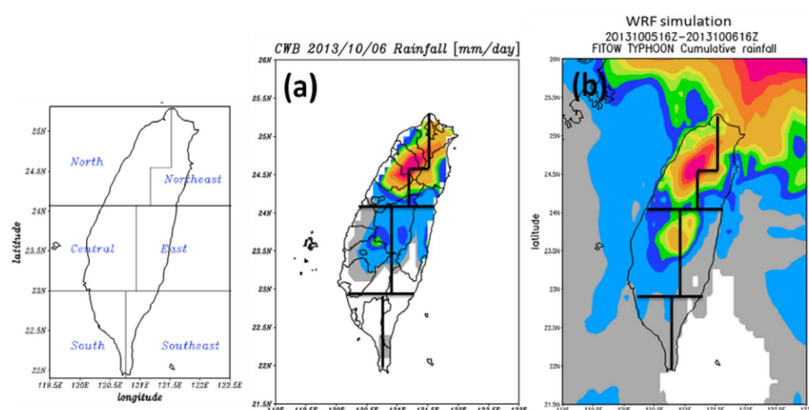 WRF simulation
2013100516Z-2013100616Z
FITOW TYPHOON Cumulative rainfall
CWB 2013/10/06 Rainfall [mm/day]
(a)
(b)
North
Northeast
Central
East
South
Southeast
latitude
25N
24.5N
24N
23.5N
23N
22.5N
22N
119.5E 120E 120.5E 121E 121.5E 122E 122.5E
longitude
26N
25.5N
25N
24.5N
24N
23.5N
23N
22.5N
22N
21.5N
latitude
26N
25.5N
25N
24.5N
24N
23.5N
23N
22.5N
22N
21.5N